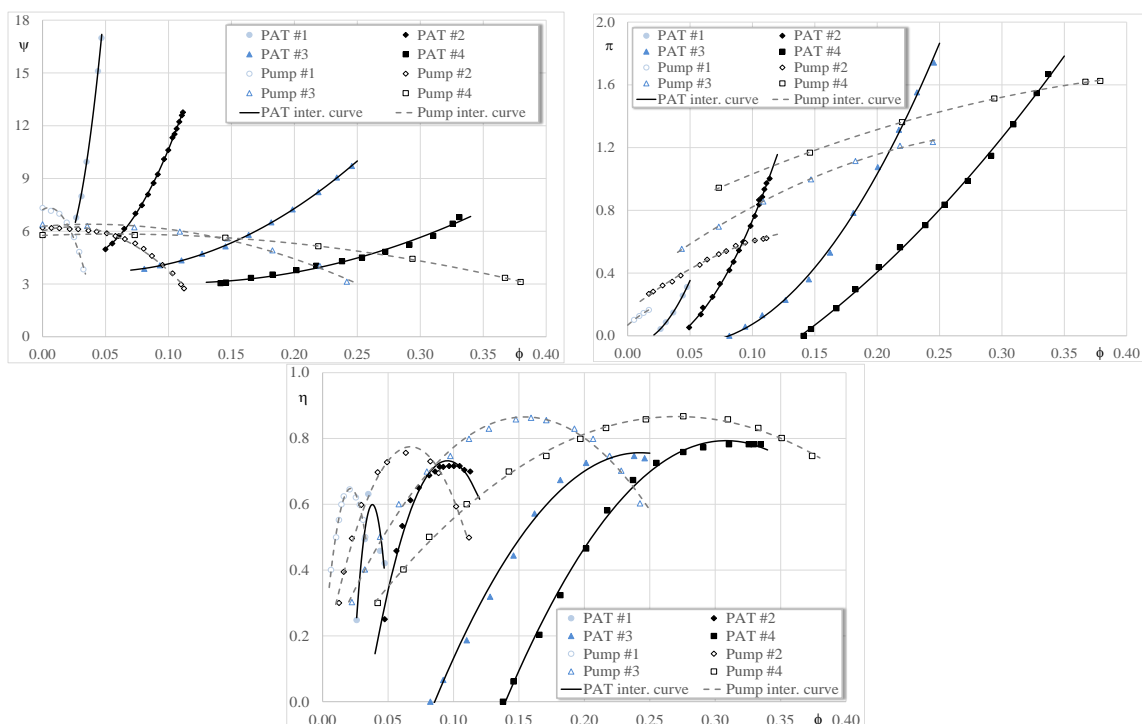 18
ψ
15
12
9
6
3
0
0.00 0.05 0.10 0.15 0.20 0.25 0.30 0.35 ϕ 0.40
PAT #1 PAT #2
PAT #3 PAT #4
Pump #1 Pump #2
Pump #3 Pump #4
PAT inter. curve Pump inter. curve
2.0
π
1.6
1.2
0.8
0.4
0.0
0.00 0.05 0.10 0.15 0.20 0.25 0.30 0.35 ϕ 0.40
PAT #1 PAT #2
PAT #3 PAT #4
Pump #1 Pump #2
Pump #3 Pump #4
PAT inter. curve Pump inter. curve
1.0
η
0.8
0.6
0.4
0.2
0.0
0.00 0.05 0.10 0.15 0.20 0.25 0.30 0.35 ϕ 0.40
PAT #1 PAT #2
PAT #3 PAT #4
Pump #1 Pump #2
Pump #3 Pump #4
PAT inter. curve Pump inter. curve